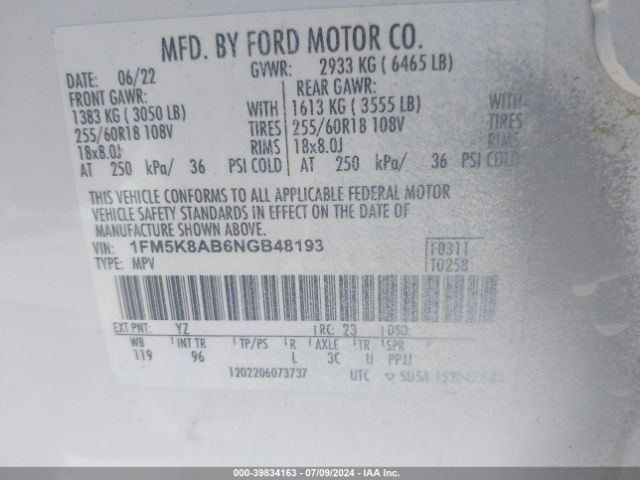 MFD. BY FORD MOTOR CO.
DATE: 06/22 GVWR: 2933 KG ( 6465 LB)
FRONT GAWR: REAR GAWR:
1383 KG ( 3050 LB) WITH 1613 KG ( 3555 LB) WITH
255/60R18 108V TIRES 255/60R18 108V TIRES
18x8.0J RIMS 18x8.0J RIMS
AT 250 kPa/ 36 PSI COLD AT 250 kPa/ 36 PSI COLD
THIS VEHICLE CONFORMS TO ALL APPLICABLE FEDERAL MOTOR
VEHICLE SAFETY STANDARDS IN EFFECT ON THE DATE OF
MANUFACTURE SHOWN ABOVE.
VIN: 1FM5K8AB6NGB48193 F0311
TYPE: MPV T0258
EXT PNT: YZ RC: 23 DSO:
WB INT TR TP/PS R AXLE TR SPR
119 96 L 3C U PPJJ
1202206073737 UTC
000-39834163 - 07/09/2024 - COPART/IAA